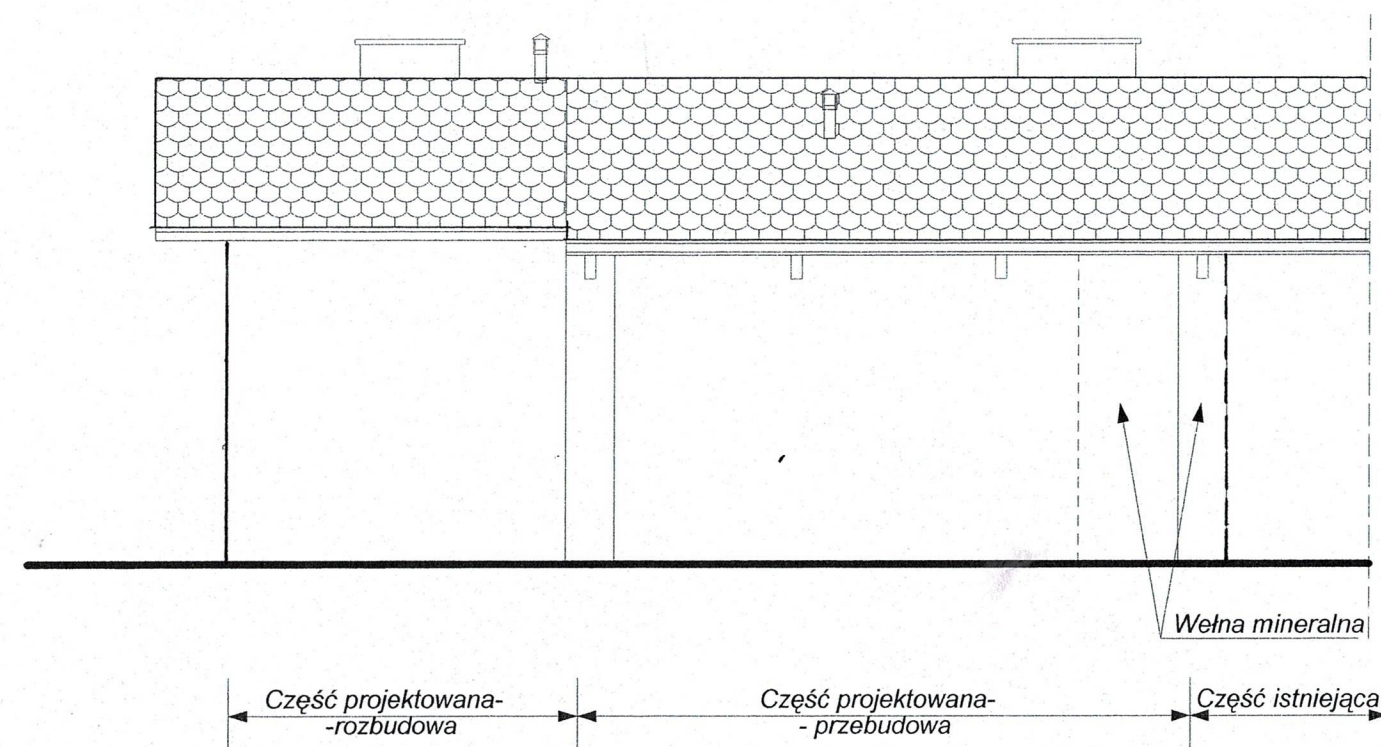 Wełna mineralna
Część projektowana-
-rozbudowa
Część projektowana-
- przebudowa
Część istniejąca